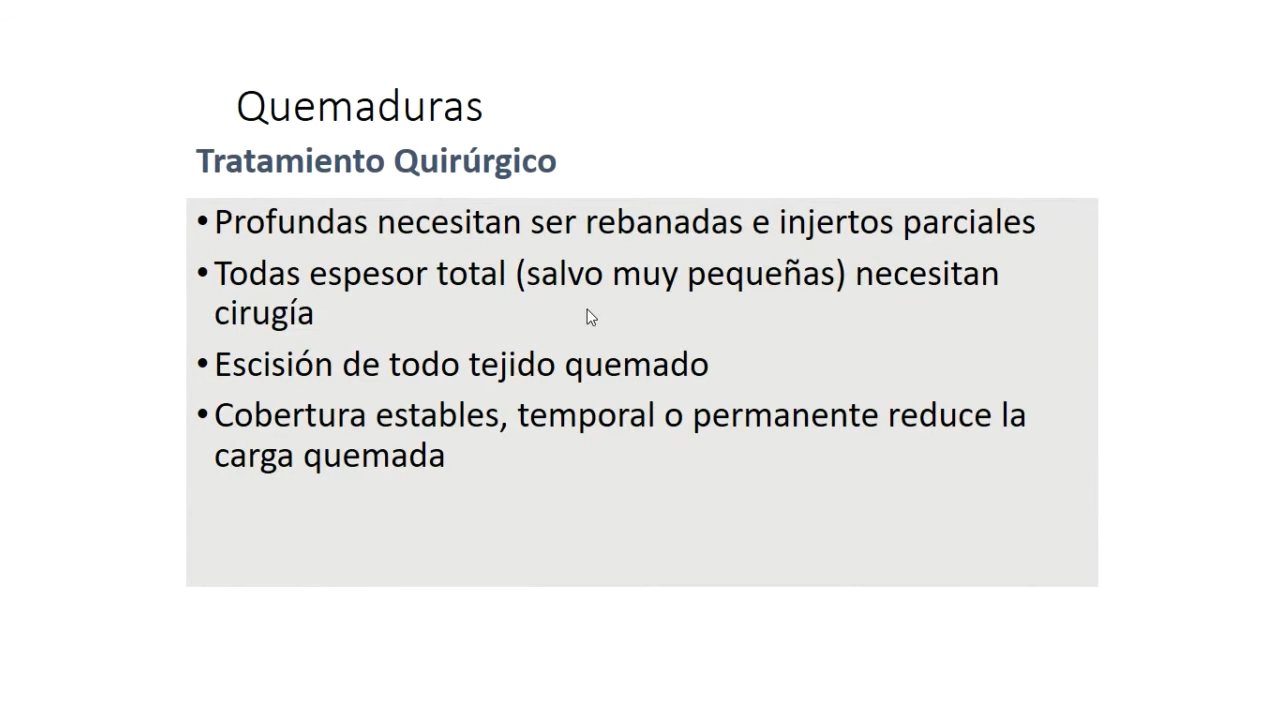 Quemaduras
Tratamiento Quirúrgico
•Profundas necesitan ser rebanadas e injertos parciales
•Todas espesor total (salvo muy pequeñas) necesitan
cirugía
•Escisión de todo tejido quemado
•Cobertura estables, temporal o permanente reduce la
carga quemada